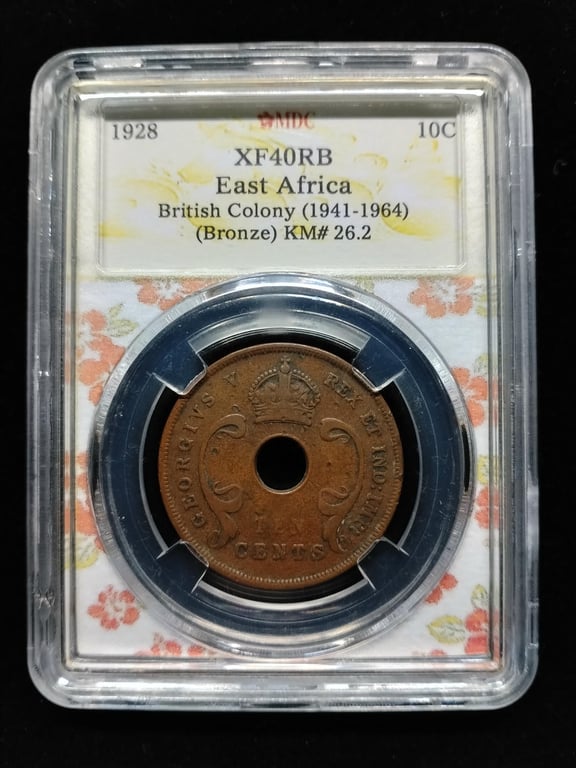 MDC
1928 10C
XF40RB
East Africa
British Colony (1941-1964)
(Bronze) KM# 26.2
GEORGIVS V REX ET IND:IMP:
TEN
CENTS